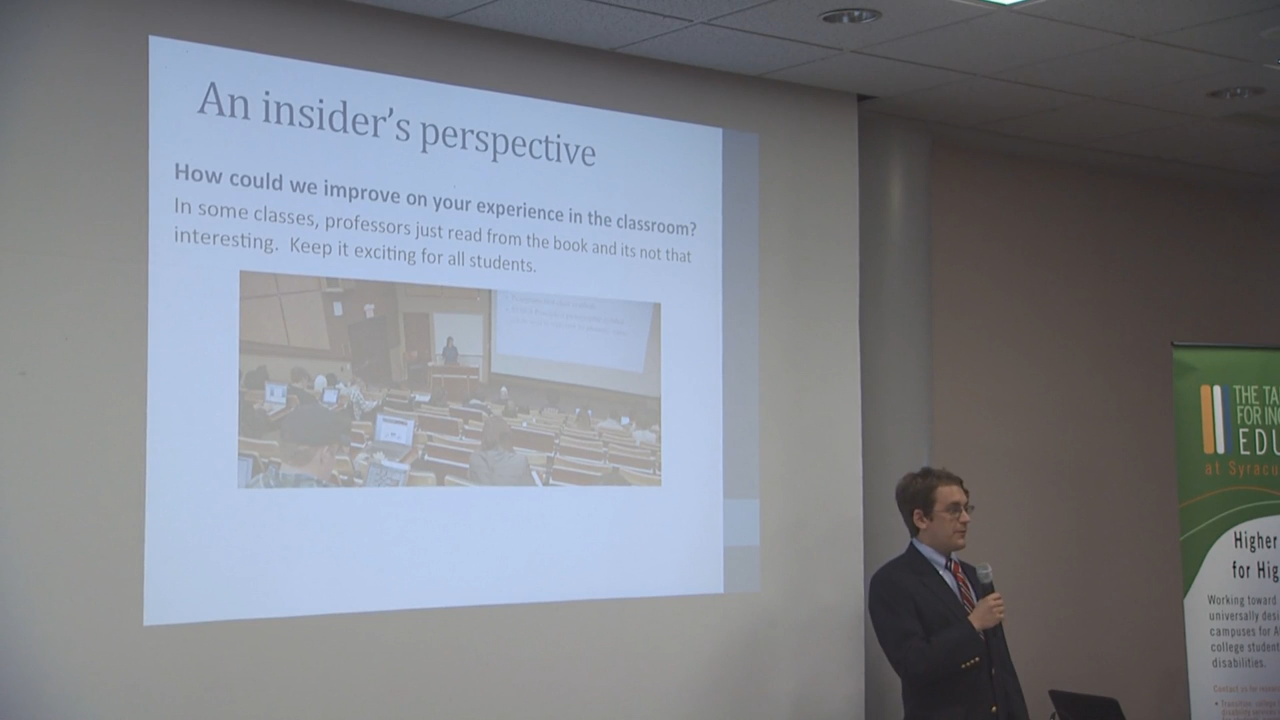 An insider's perspective
How could we improve on your experience in the classroom?
In some classes, professors just read from the book and its not that
interesting. Keep it exciting for all students.
THE TA
FOR IN
EDU
at Syrac
Higher
for Hig
Working toward
universally desi
campuses for A
college student
disabilities.